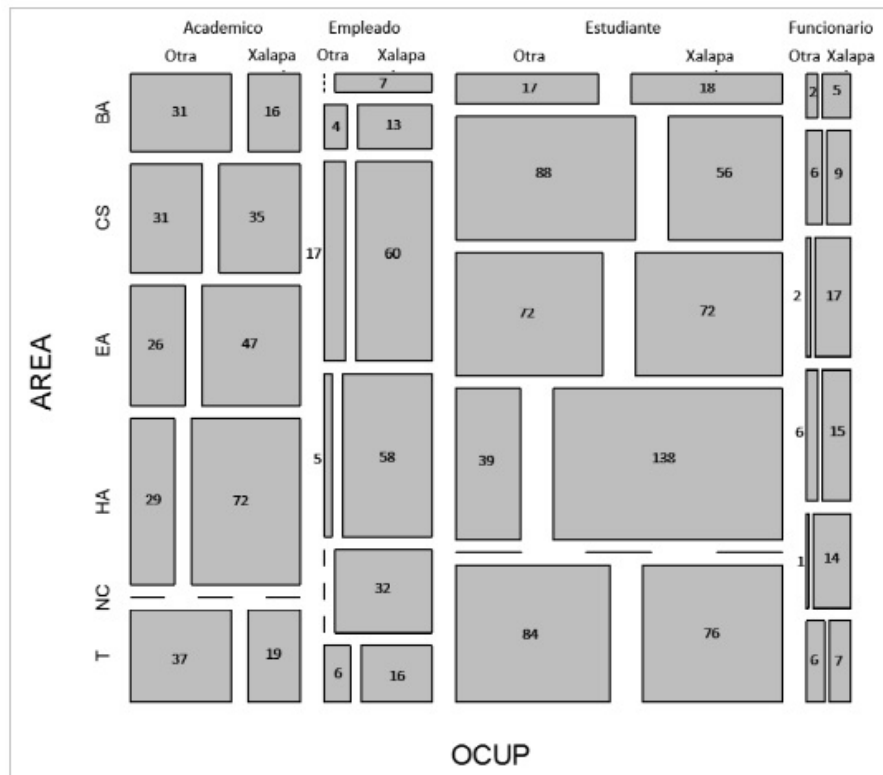 Academico Empleado Estudiante Funcionario
Otra Xalapa Otra Xalapa Otra Xalapa Otra Xalapa
BA 31 16 7 17 18 2 5
4 13
CS 31 35 88 56 6 9
17 60
EA 26 47 72 72 2 17
HA 29 72 5 58 39 138 6 15
NC 32 1 14
T 37 19 6 16 84 76 6 7
AREA
OCUP